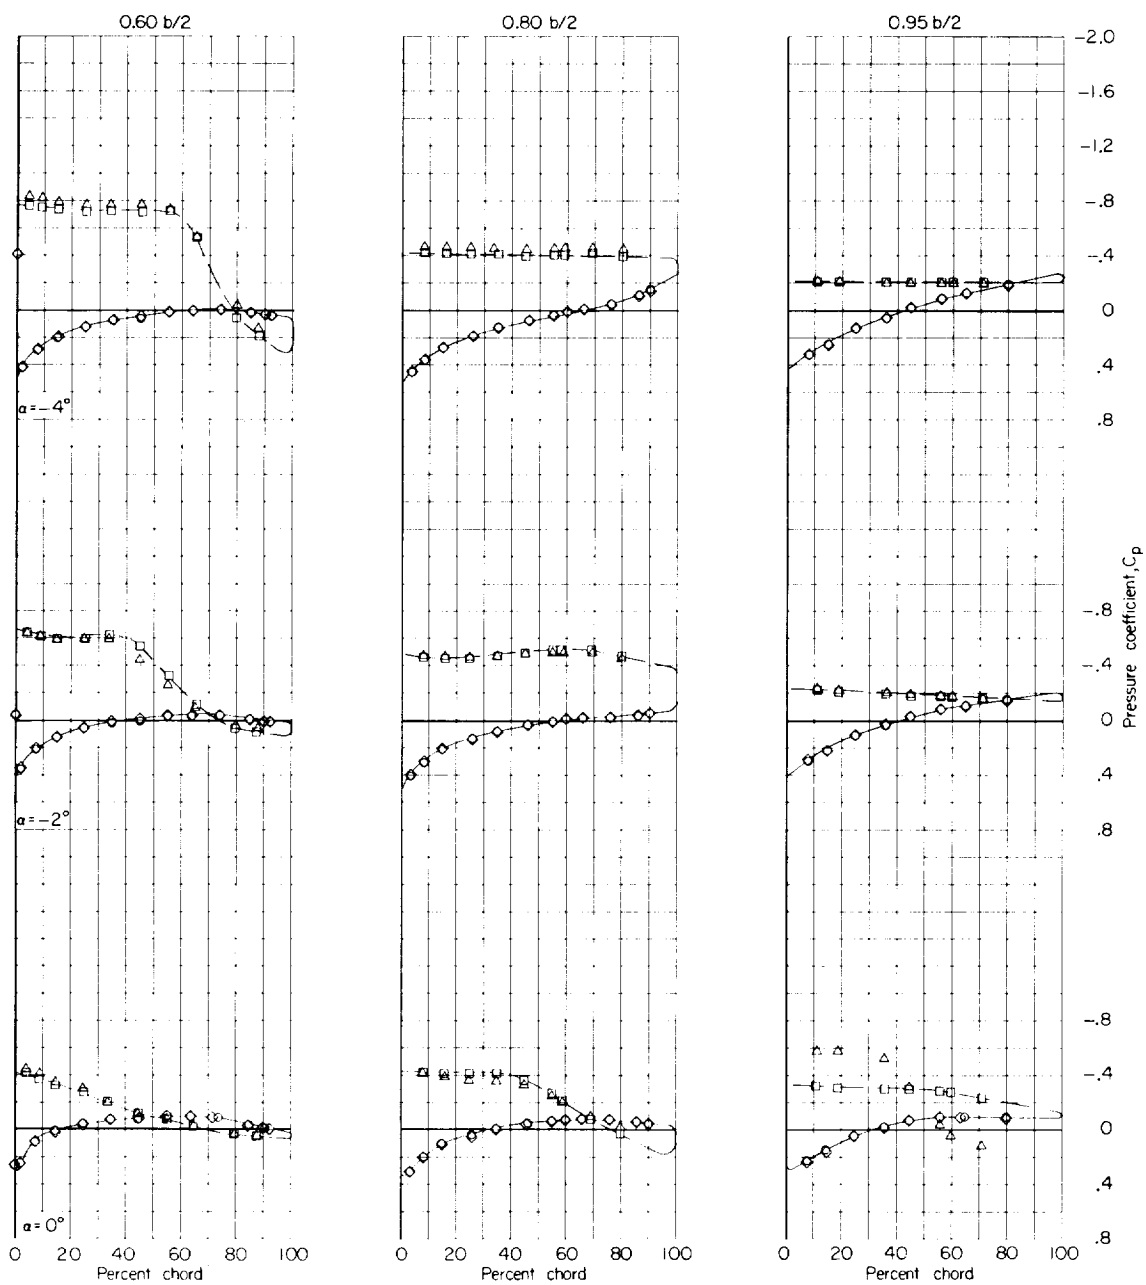 0.60 b/2 0.80 b/2 0.95 b/2
-2.0
-1.6
-1.2
-.8
-.4
0
.4
.8
α=-4°
-.8
-.4
0
.4
.8
α=-2°
Pressure coefficient, Cp
-.8
-.4
0
.4
.8
α=0°
0 20 40 60 80 100 0 20 40 60 80 100 0 20 40 60 80 100
Percent chord Percent chord Percent chord